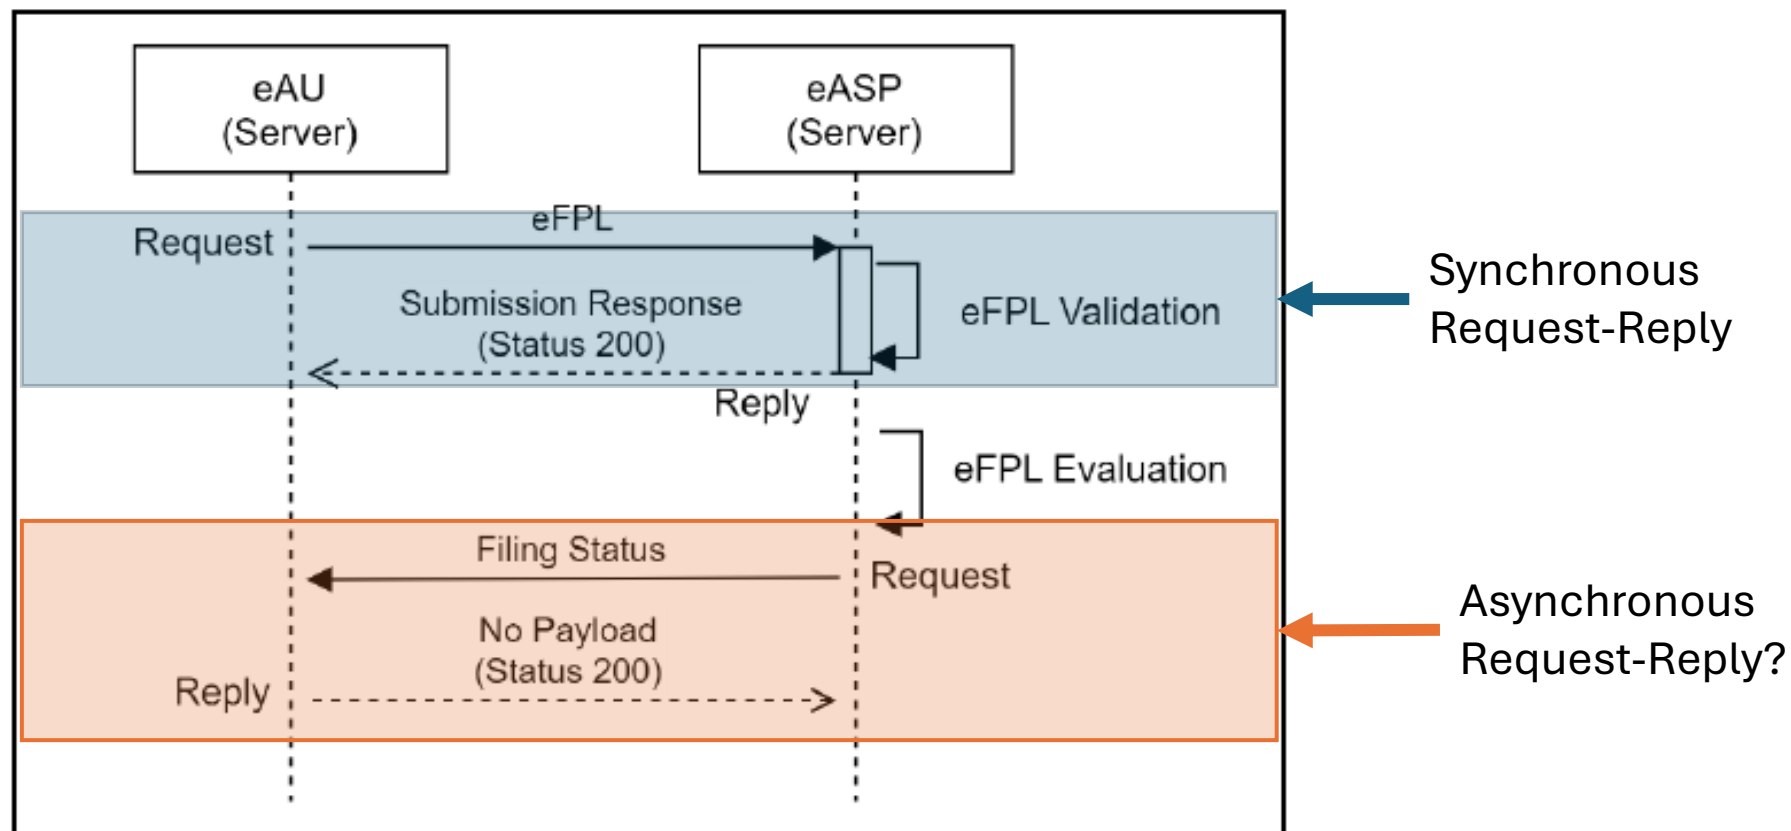 eAU
(Server)
eASP
(Server)
eFPL
Request
Submission Response
(Status 200)
eFPL Validation
Reply
Synchronous
Request-Reply
eFPL Evaluation
Filing Status
Request
No Payload
(Status 200)
Reply
Asynchronous
Request-Reply?